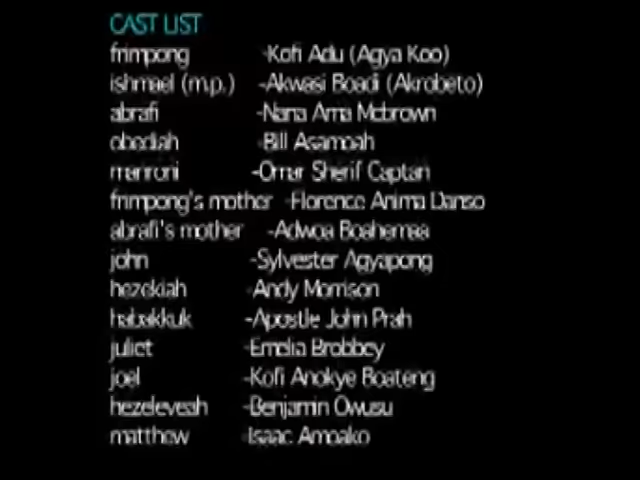 CAST LIST
frimpong -Kofi Adu (Agya Koo)
ishmael (m.p.) -Akwasi Boadi (Akrobeto)
abrafi -Nana Ama Mcbrown
obediah -Bill Asamoah
manroni -Omar Sherif Captan
frimpong's mother -Florence Anima Danso
abrafi's mother -Adwoa Boahemaa
john -Sylvester Agyapong
hezekiah -Andy Morrison
habakkuk -Apostle John Prah
juliet -Emelia Brobbey
joel -Kofi Anokye Boateng
hezeleveah -Benjamin Owusu
matthew -Isaac Amoako